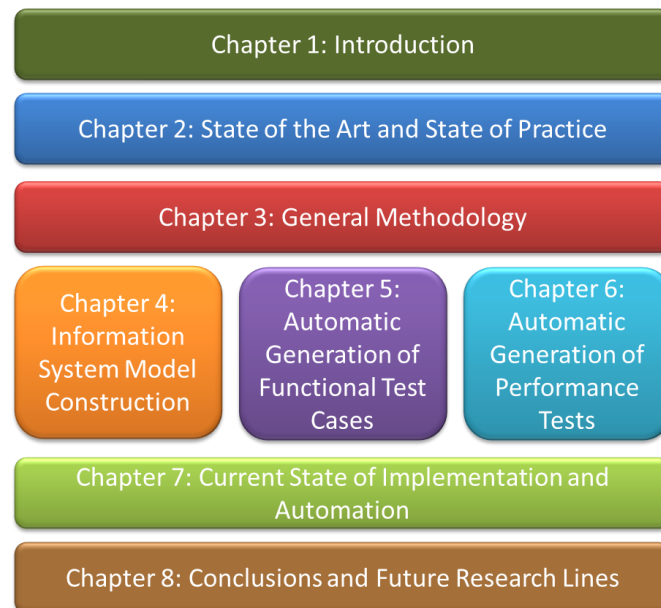 Chapter 1: Introduction
Chapter 2: State of the Art and State of Practice
Chapter 3: General Methodology
Chapter 4:
Information
System Model
Construction
Chapter 5:
Automatic
Generation of
Functional Test
Cases
Chapter 6:
Automatic
Generation of
Performance
Tests
Chapter 7: Current State of Implementation and
Automation
Chapter 8: Conclusions and Future Research Lines